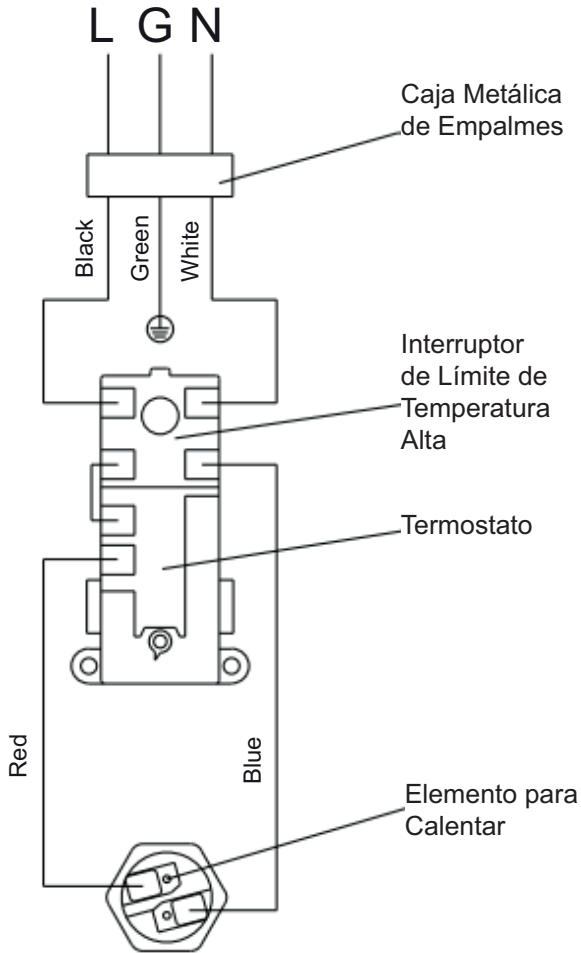 L G N
Caja Metálica
de Empalmes
Black
Green
White
Interruptor
de Límite de
Temperatura
Alta
Termostato
Red
Blue
Elemento para
Calentar